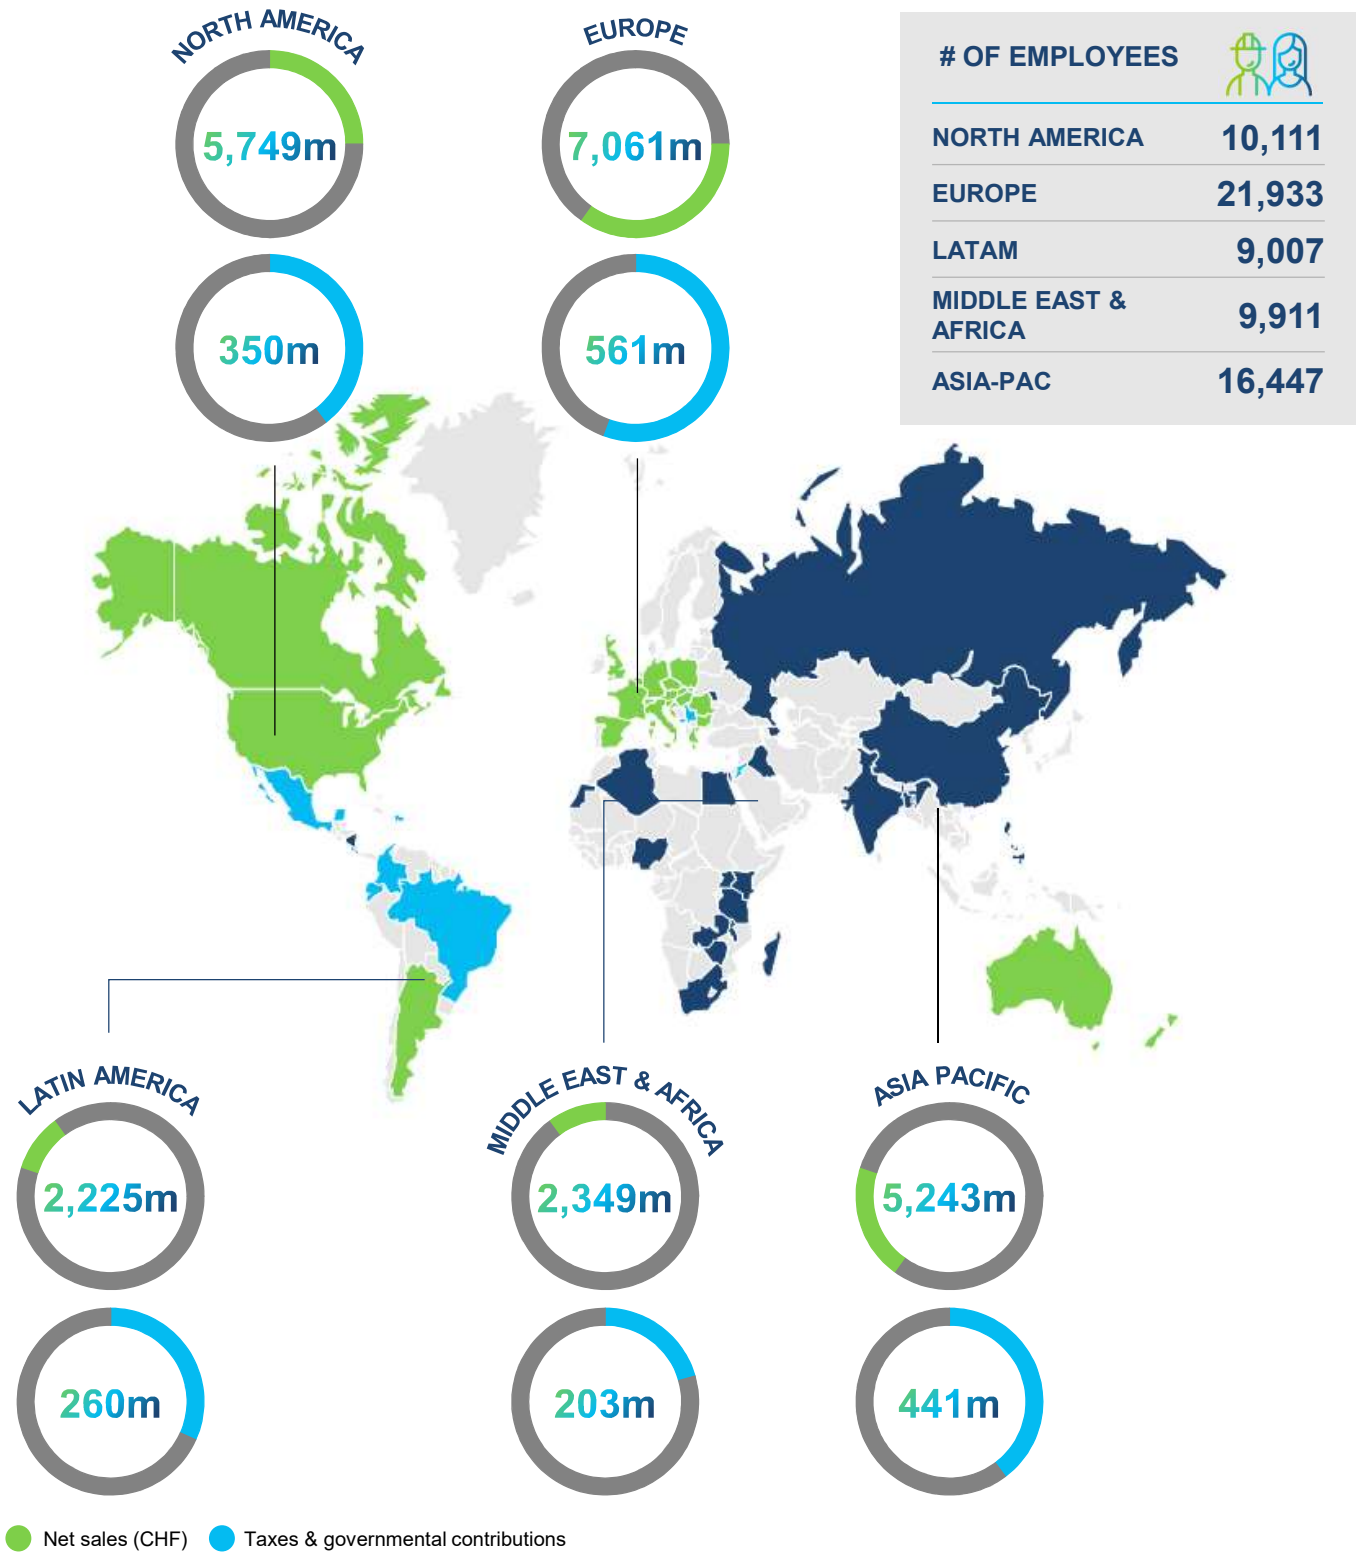 NORTH AMERICA
5,749m
350m
EUROPE
7,061m
561m
# OF EMPLOYEES
NORTH AMERICA 10,111
EUROPE 21,933
LATAM 9,007
MIDDLE EAST &
AFRICA 9,911
ASIA-PAC 16,447
LATIN AMERICA
2,225m
260m
MIDDLE EAST & AFRICA
2,349m
203m
ASIA PACIFIC
5,243m
441m
Net sales (CHF) Taxes & governmental contributions